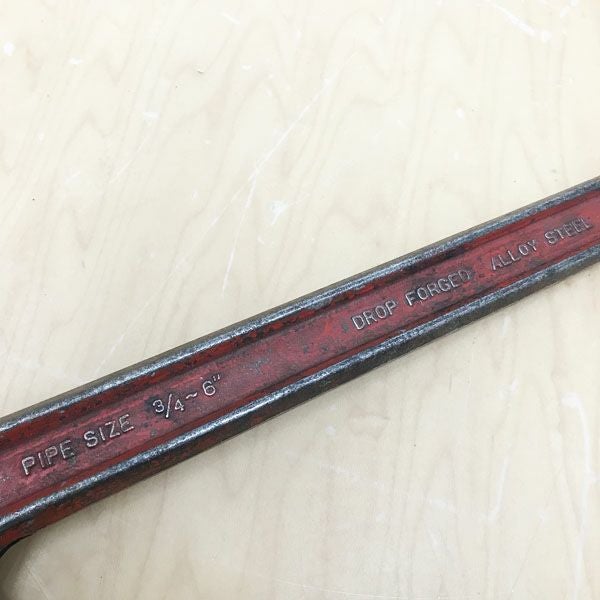 PIPE SIZE 3/4~6" DROP FORGED ALLOY STEEL